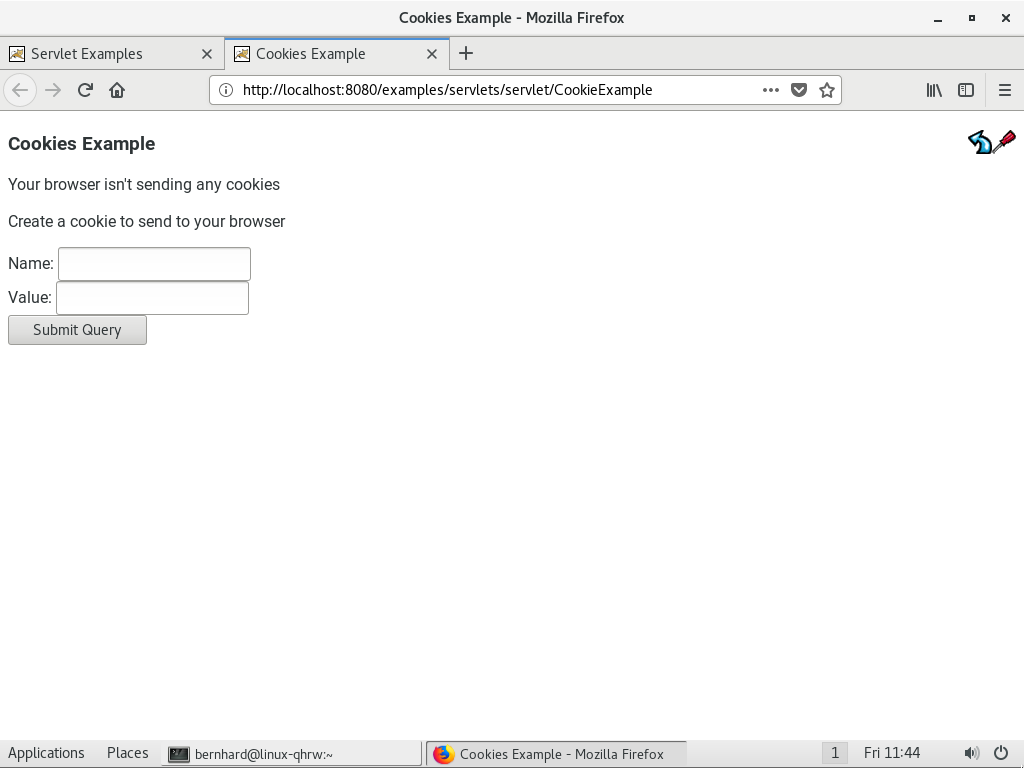 Cookies Example - Mozilla Firefox
Servlet Examples
Cookies Example
http://localhost:8080/examples/servlets/servlet/CookieExample
Cookies Example
Your browser isn't sending any cookies
Create a cookie to send to your browser
Name:
Value:
Submit Query
Applications Places bernhard@linux-qhrw:~ Cookies Example - Mozilla Firefox 1 Fri 11:44